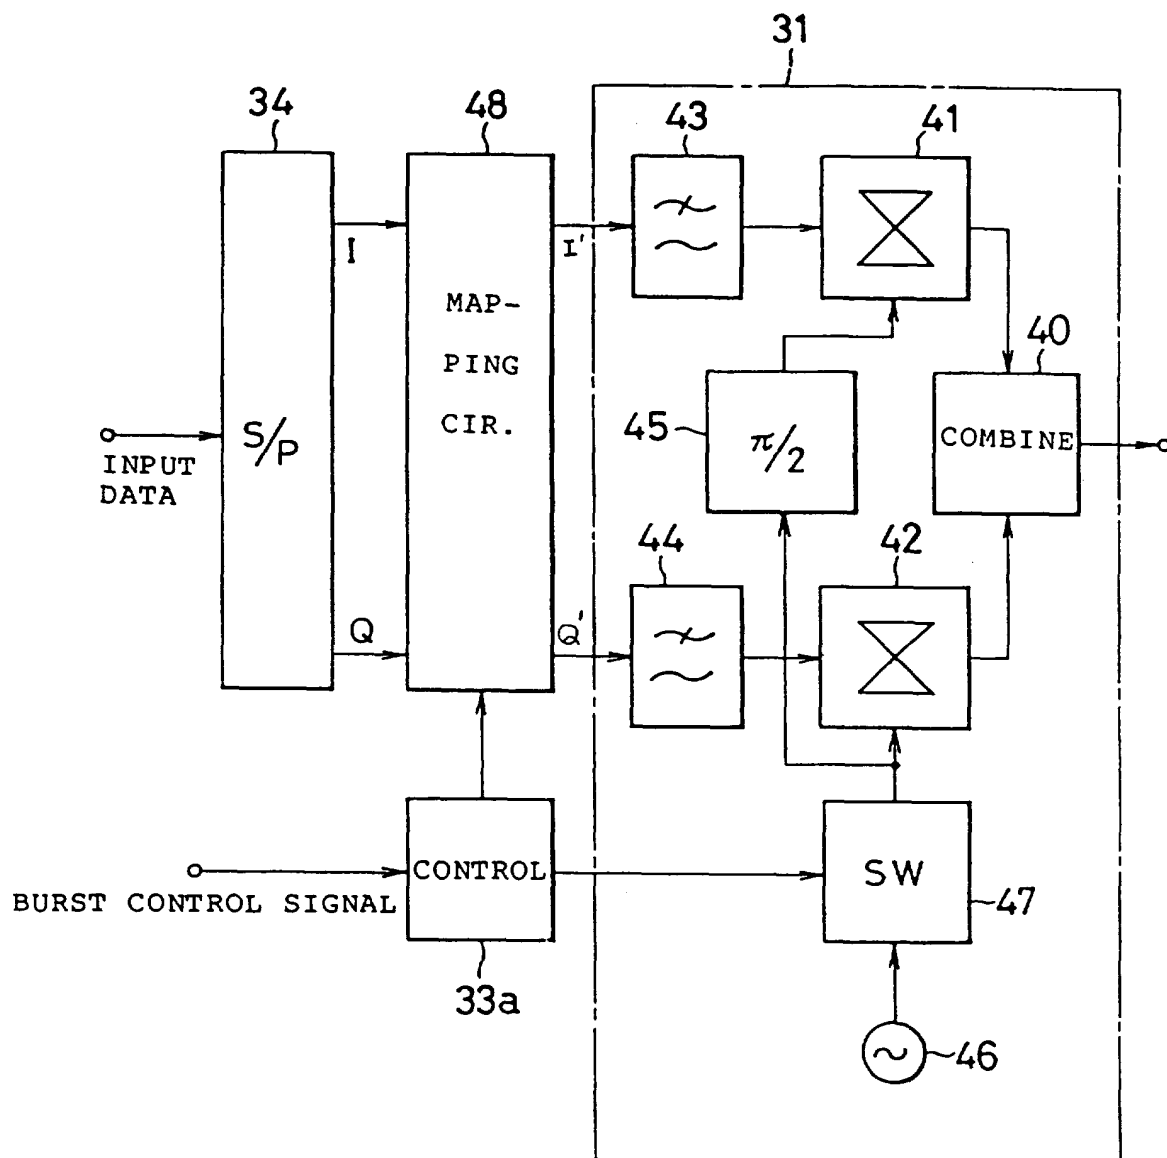 31
34
48
43
41
I
I'
MAP-
PING
CIR.
40
S/P
45
π/2
COMBINE
INPUT
DATA
44
42
Q
Q'
CONTROL
SW
BURST CONTROL SIGNAL
47
33a
46